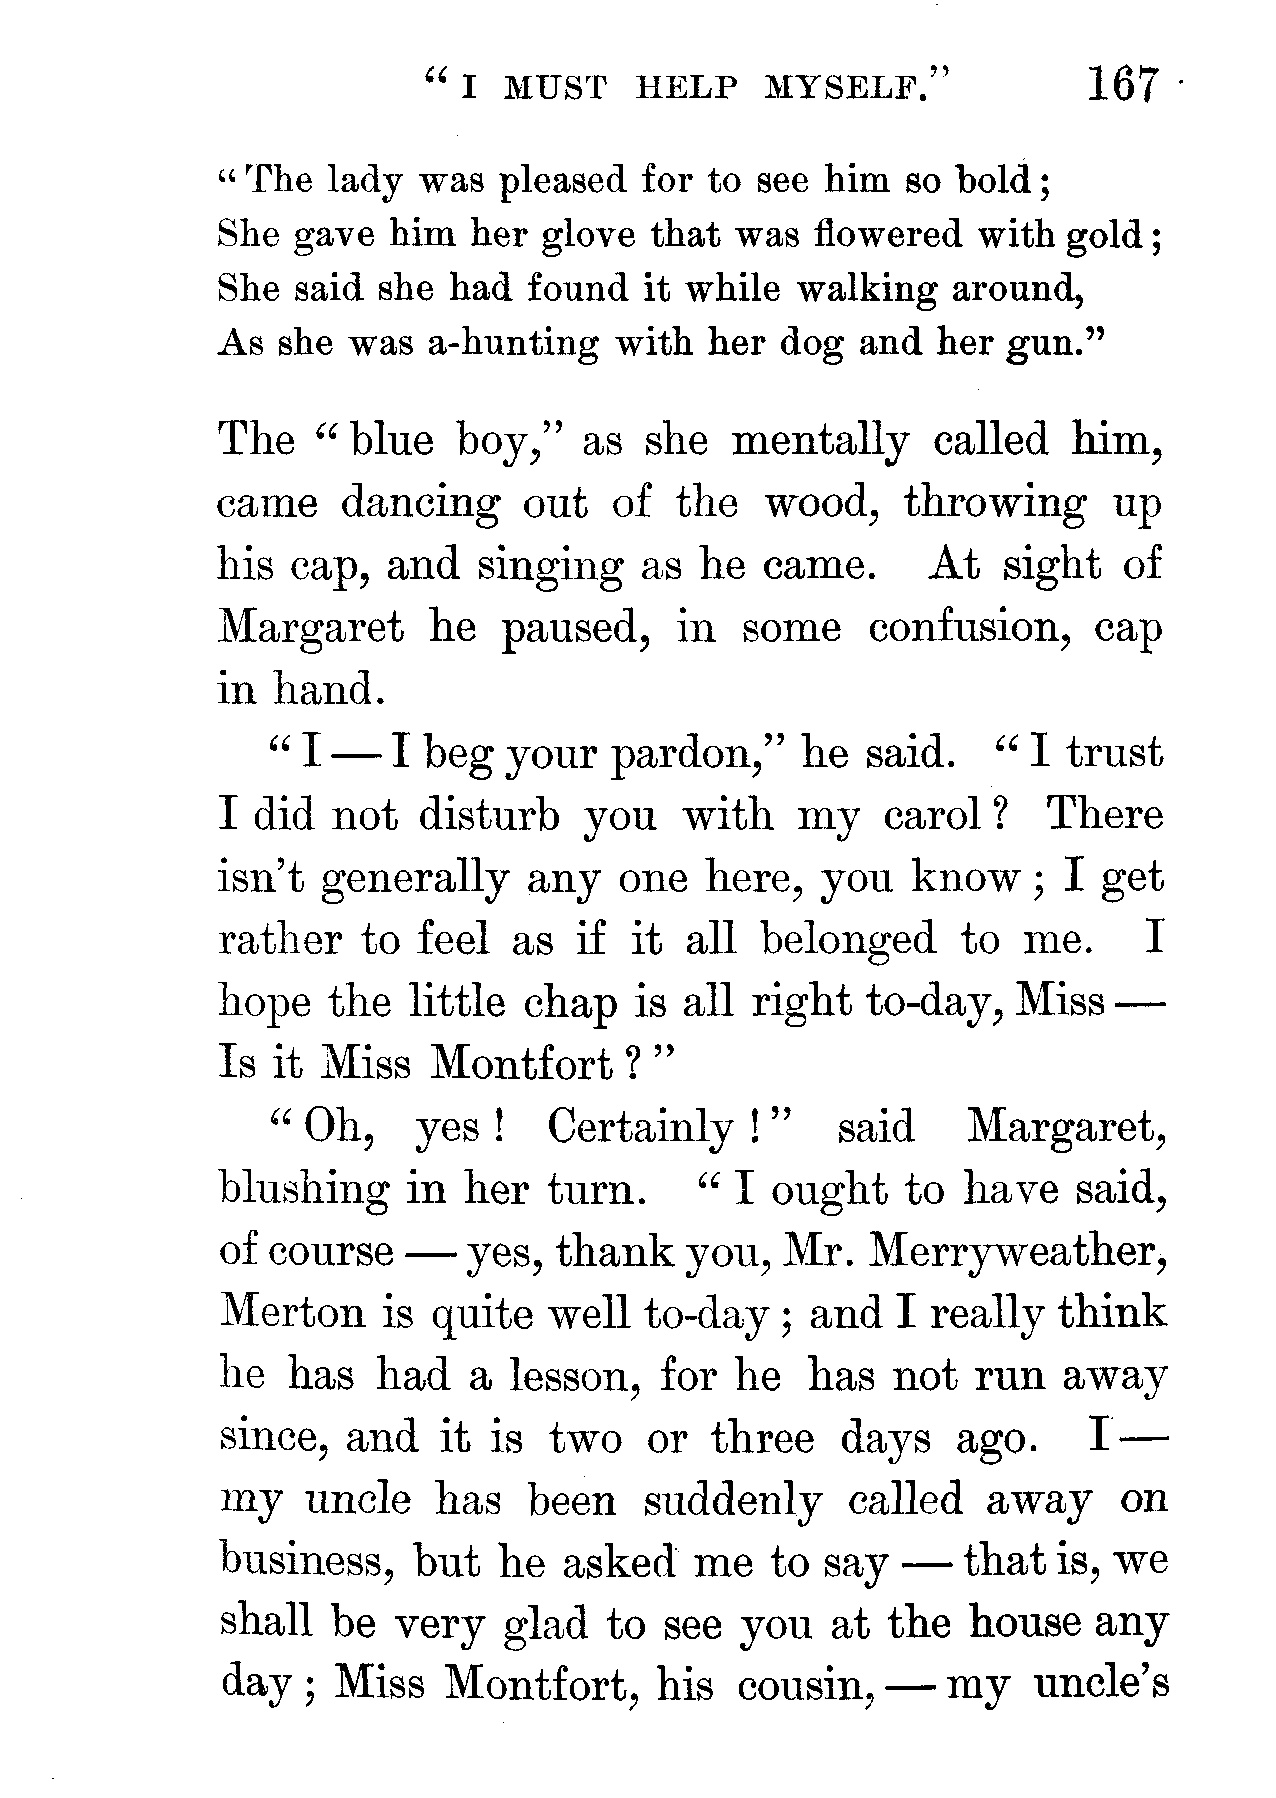 "I MUST HELP MYSELF." 167
"The lady was pleased for to see him so bold;
She gave him her glove that was flowered with gold;
She said she had found it while walking around,
As she was a-hunting with her dog and her gun."
The "blue boy," as she mentally called him,
came dancing out of the wood, throwing up
his cap, and singing as he came. At sight of
Margaret he paused, in some confusion, cap
in hand.
"I — I beg your pardon," he said. "I trust
I did not disturb you with my carol? There
isn't generally any one here, you know; I get
rather to feel as if it all belonged to me. I
hope the little chap is all right to-day, Miss —
Is it Miss Montfort?"
"Oh, yes! Certainly!" said Margaret,
blushing in her turn. "I ought to have said,
of course — yes, thank you, Mr. Merryweather,
Merton is quite well to-day; and I really think
he has had a lesson, for he has not run away
since, and it is two or three days ago. I —
my uncle has been suddenly called away on
business, but he asked me to say — that is, we
shall be very glad to see you at the house any
day; Miss Montfort, his cousin, — my uncle's